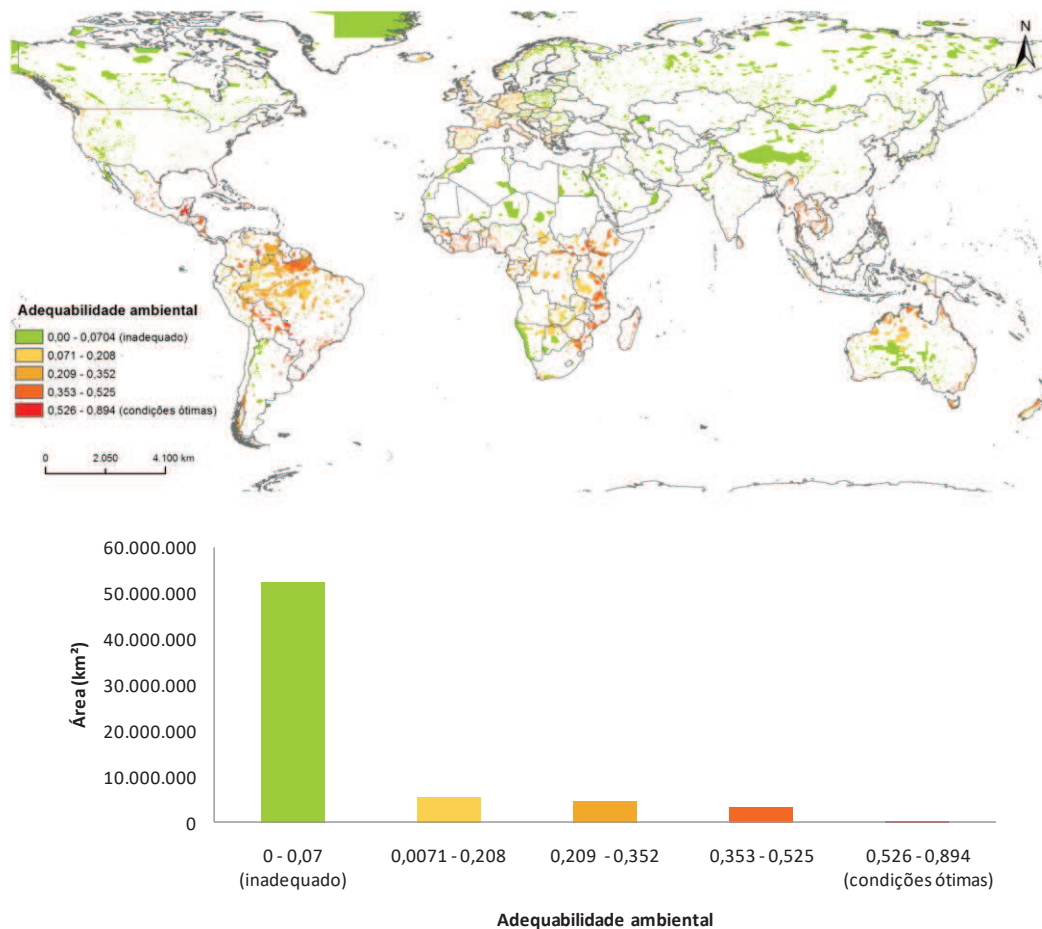 N
Adequabilidade ambiental
0,00 - 0,0704 (inadequado)
0,071 - 0,208
0,209 - 0,352
0,353 - 0,525
0,526 - 0,894 (condições ótimas)
0 2.050 4.100 km
Área (km²)
60.000.000
50.000.000
40.000.000
30.000.000
20.000.000
10.000.000
0
0 - 0,07 0,0071 - 0,208 0,209 - 0,352 0,353 - 0,525 0,526 - 0,894
(inadequado) (condições ótimas)
Adequabilidade ambiental